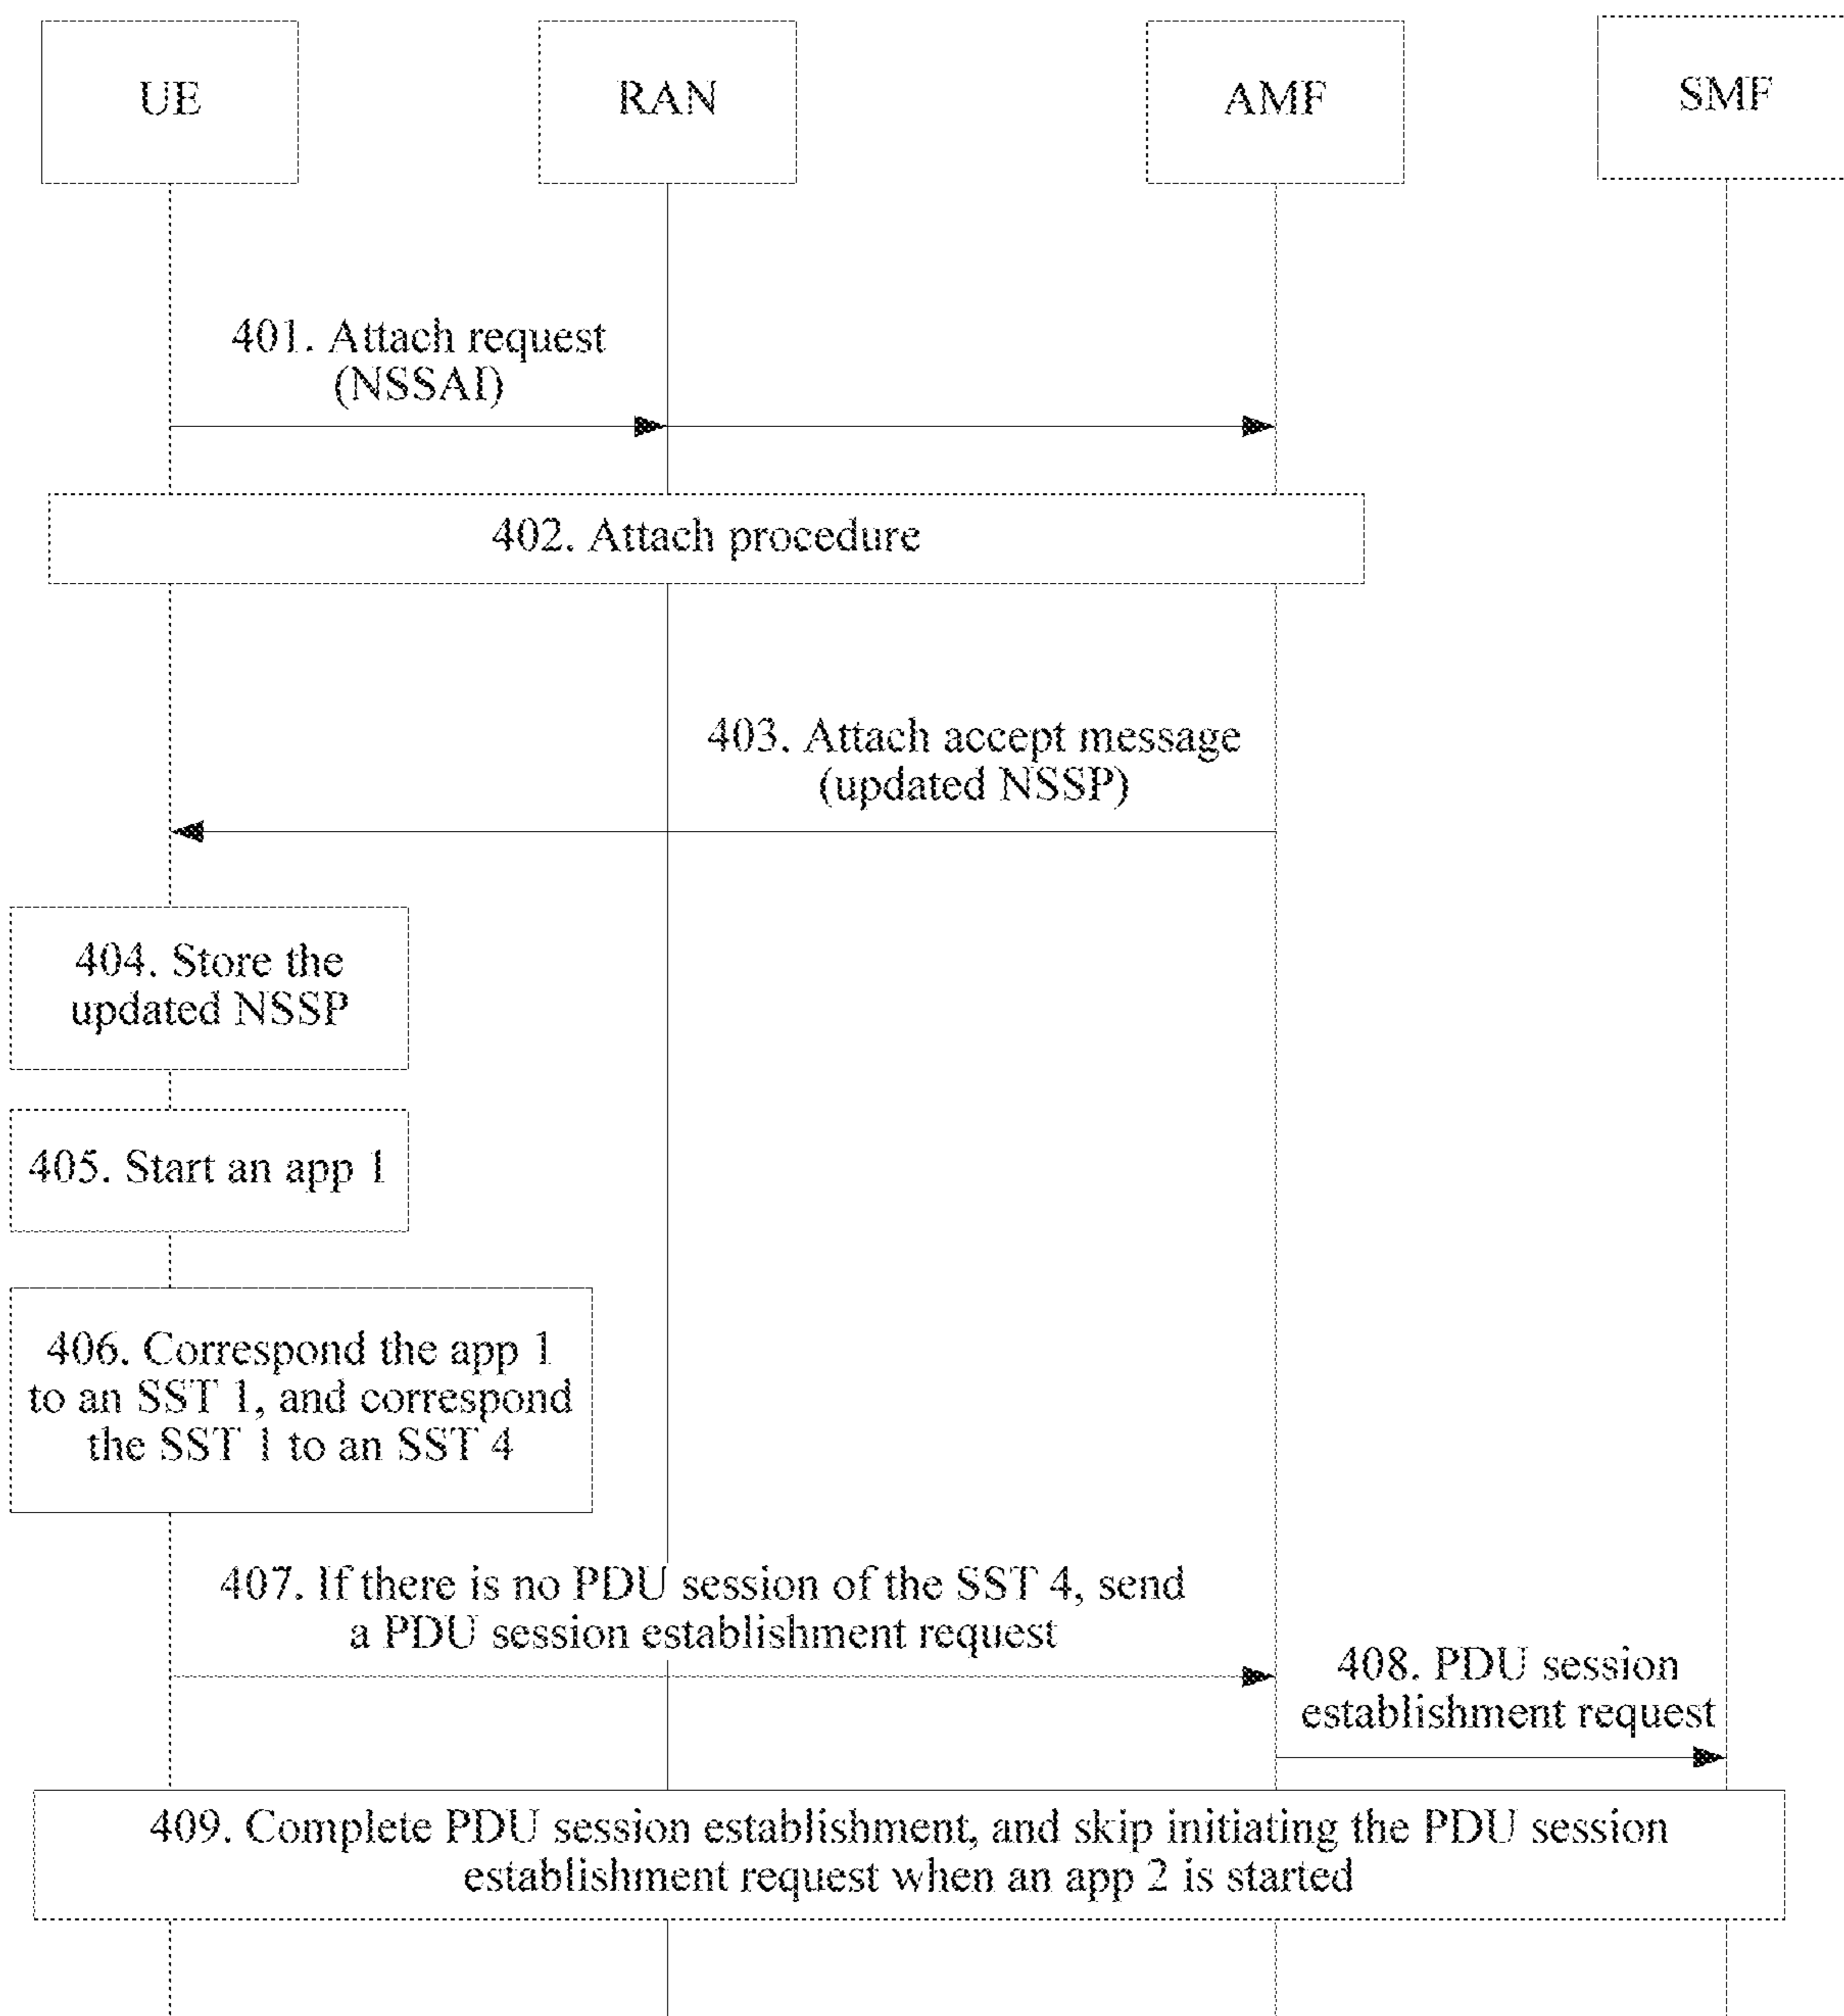 UE
RAN
AMF
SMF
401. Attach request
(NSSAI)
402. Attach procedure
403. Attach accept message
(updated NSSP)
404. Store the
updated NSSP
405. Start an app 1
406. Correspond the app 1
to an SST 1, and correspond
the SST 1 to an SST 4
407. If there is no PDU session of the SST 4, send
a PDU session establishment request
408. PDU session
establishment request
409. Complete PDU session establishment, and skip initiating the PDU session
establishment request when an app 2 is started